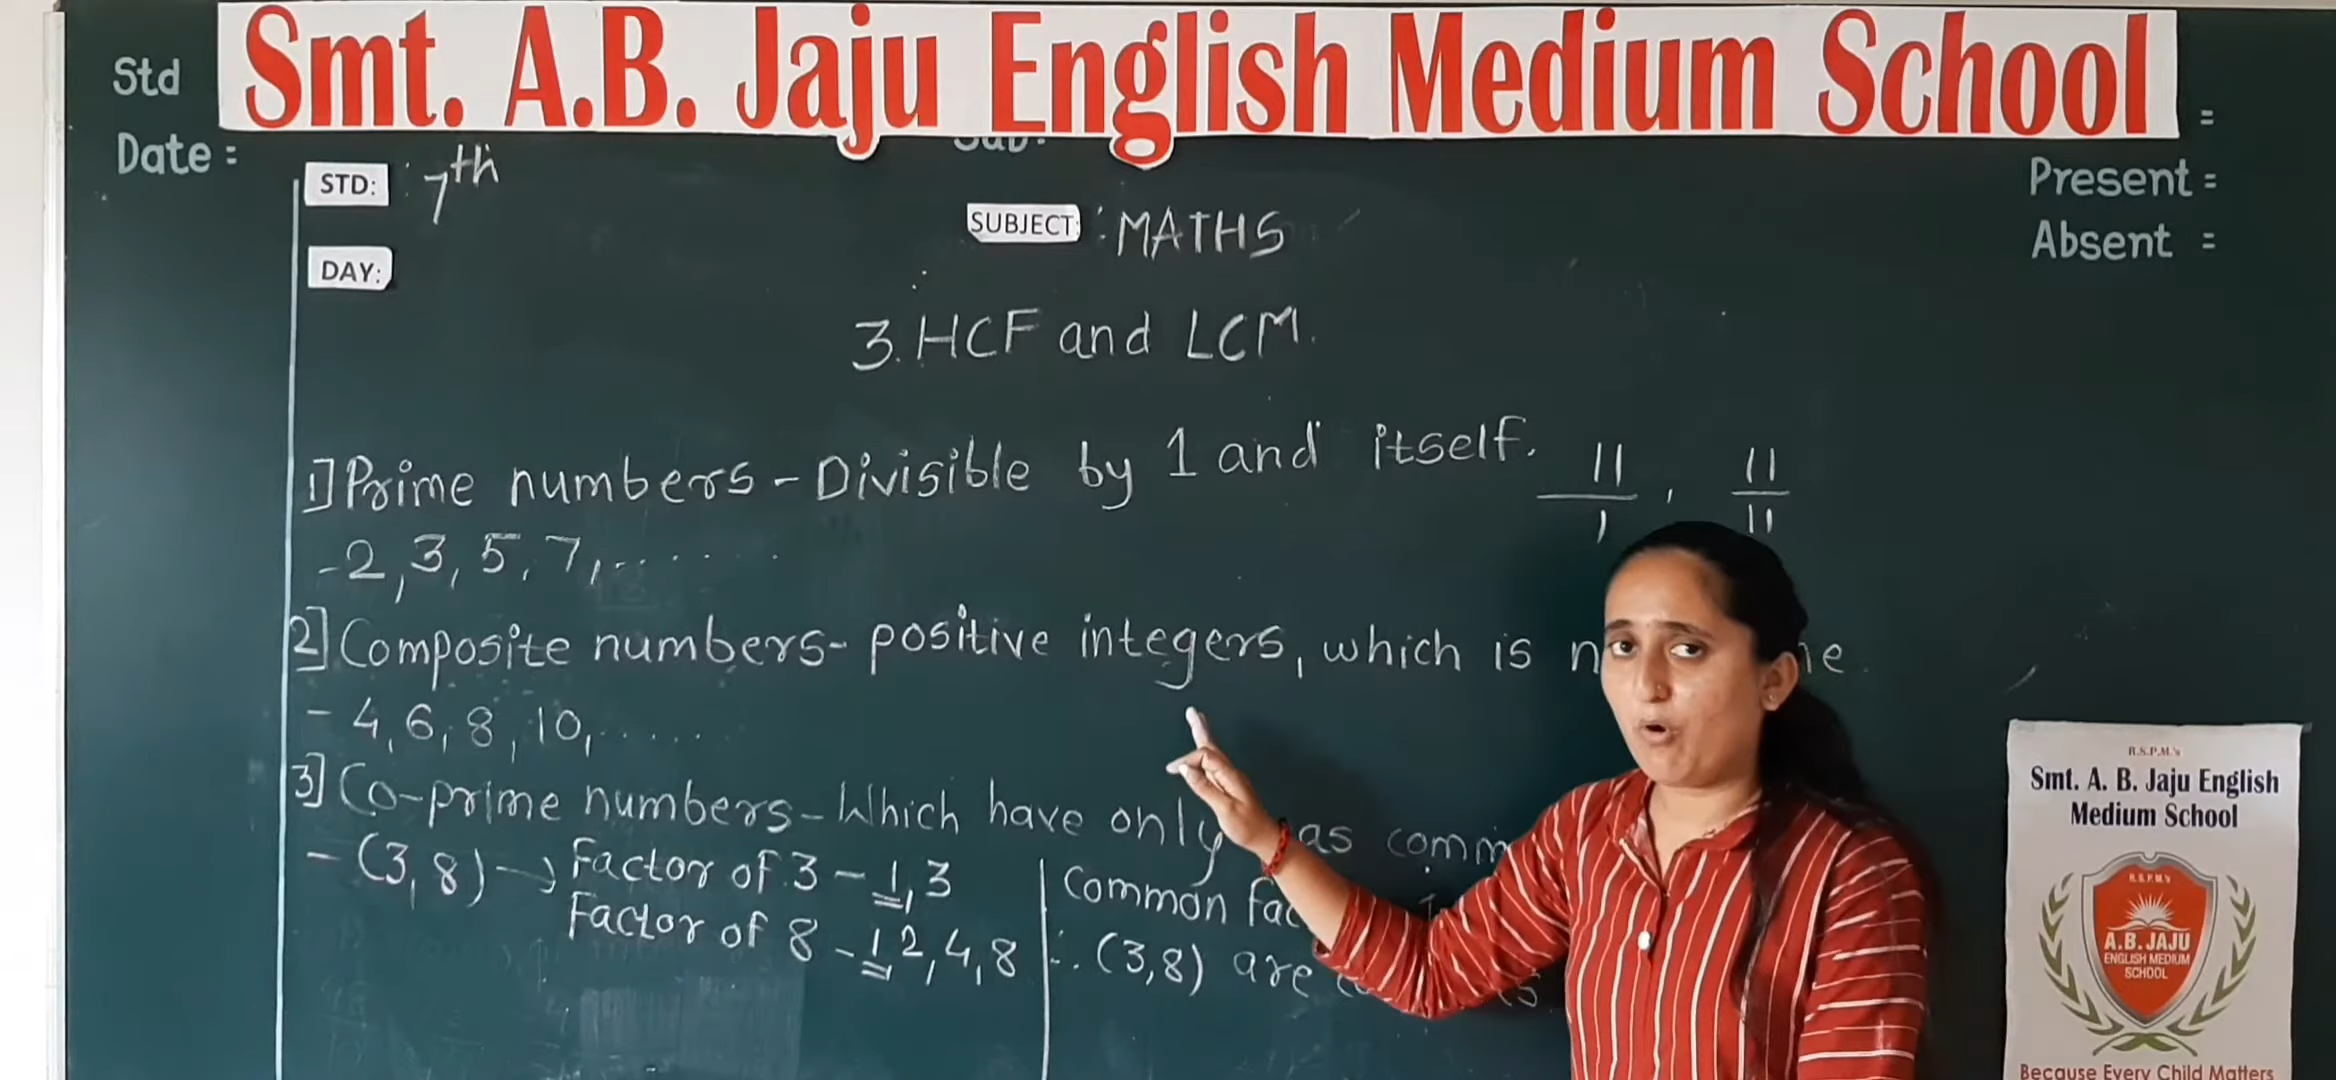 Smt. A.B. Jaju English Medium School
Std =
Date :
STD: : 7th
SUBJECT: : MATHS
Present =
Absent =
DAY:
3. HCF and LCM.
1] Prime numbers - Divisible by 1 and itself. 11/1 , 11/11
- 2, 3, 5, 7, ......
2] Composite numbers - positive integers, which is
- 4, 6, 8, 10, ......
3] Co-prime numbers - Which have only as
- (3, 8) → Factor of 3 - 1, 3
Factor of 8 - 1, 2, 4, 8
Common
∴ (3, 8) are
R.S.P.M.'s
Smt. A. B. Jaju English
Medium School
R.S.P.M.'s
A.B. JAJU
ENGLISH MEDIUM
SCHOOL
Because Every Child Matters